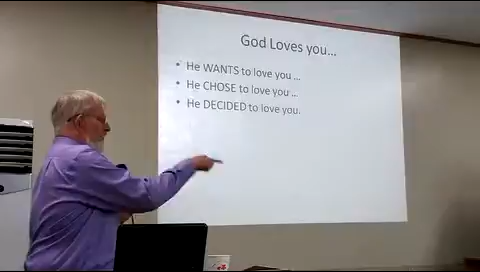 God Loves you...
• He WANTS to love you ...
• He CHOSE to love you ..
• He DECIDED to love you.